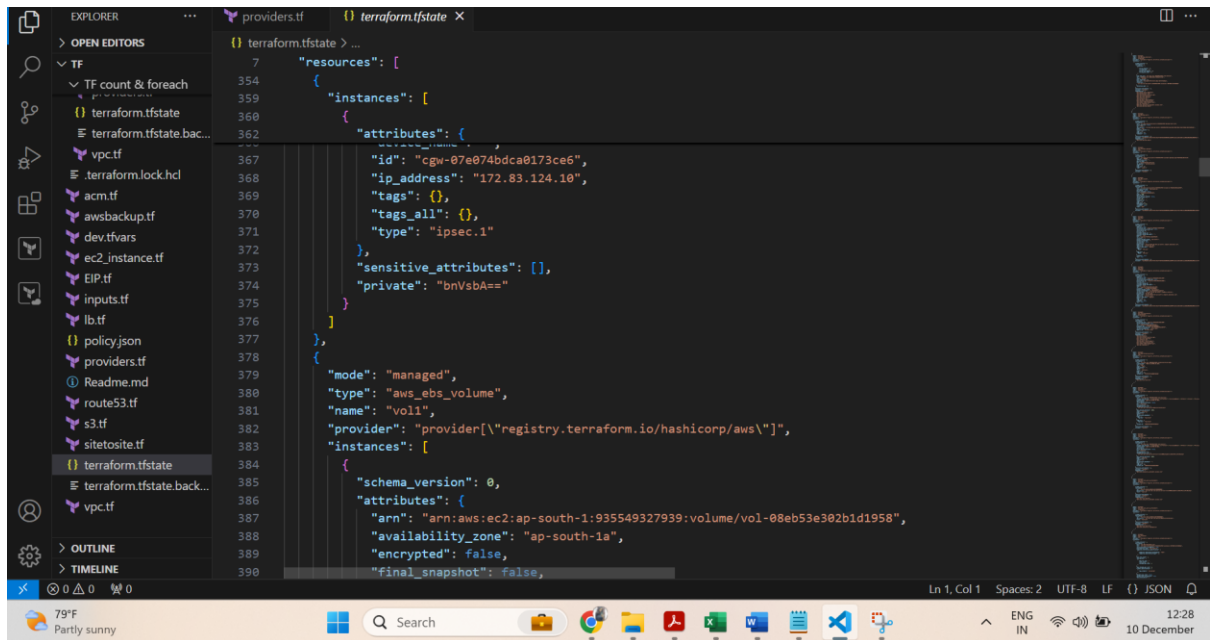 EXPLORER
···
providers.tf
{} terraform.tfstate ×
> OPEN EDITORS
{} terraform.tfstate > ...
TF
TF count & foreach
{} terraform.tfstate
terraform.tfstate.bac...
vpc.tf
.terraform.lock.hcl
acm.tf
awsbackup.tf
dev.tfvars
ec2_instance.tf
EIP.tf
inputs.tf
lb.tf
{} policy.json
providers.tf
Readme.md
route53.tf
s3.tf
sitetosite.tf
{} terraform.tfstate
terraform.tfstate.back...
vpc.tf
> OUTLINE
> TIMELINE
7 "resources": [
354 {
359 "instances": [
360 {
362 "attributes": {
367 "id": "cgw-07e074bdca0173ce6",
368 "ip_address": "172.83.124.10",
369 "tags": {},
370 "tags_all": {},
371 "type": "ipsec.1"
372 },
373 "sensitive_attributes": [],
374 "private": "bnVsbA=="
375 }
376 ]
377 },
378 {
379 "mode": "managed",
380 "type": "aws_ebs_volume",
381 "name": "vol1",
382 "provider": "provider[\"registry.terraform.io/hashicorp/aws\"]",
383 "instances": [
384 {
385 "schema_version": 0,
386 "attributes": {
387 "arn": "arn:aws:ec2:ap-south-1:935549327939:volume/vol-08eb53e302b1d1958",
388 "availability_zone": "ap-south-1a",
389 "encrypted": false,
390 "final_snapshot": false,
0 0 0
Ln 1, Col 1 Spaces: 2 UTF-8 LF {} JSON
79°F
Partly sunny
Search
ENG
IN
12:28
10 December